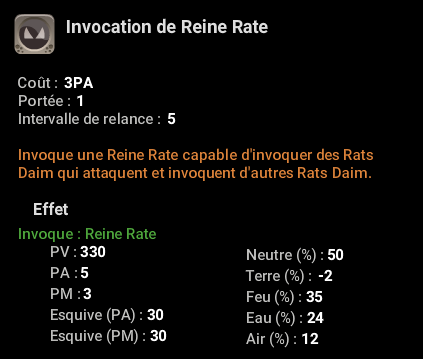 Invocation de Reine Rate
Coût : 3PA
Portée : 1
Intervalle de relance : 5
Invoque une Reine Rate capable d'invoquer des Rats
Daim qui attaquent et invoquent d'autres Rats Daim.
Effet
Invoque : Reine Rate
PV : 330
PA : 5
PM : 3
Esquive (PA) : 30
Esquive (PM) : 30
Neutre (%) : 50
Terre (%) : -2
Feu (%) : 35
Eau (%) : 24
Air (%) : 12